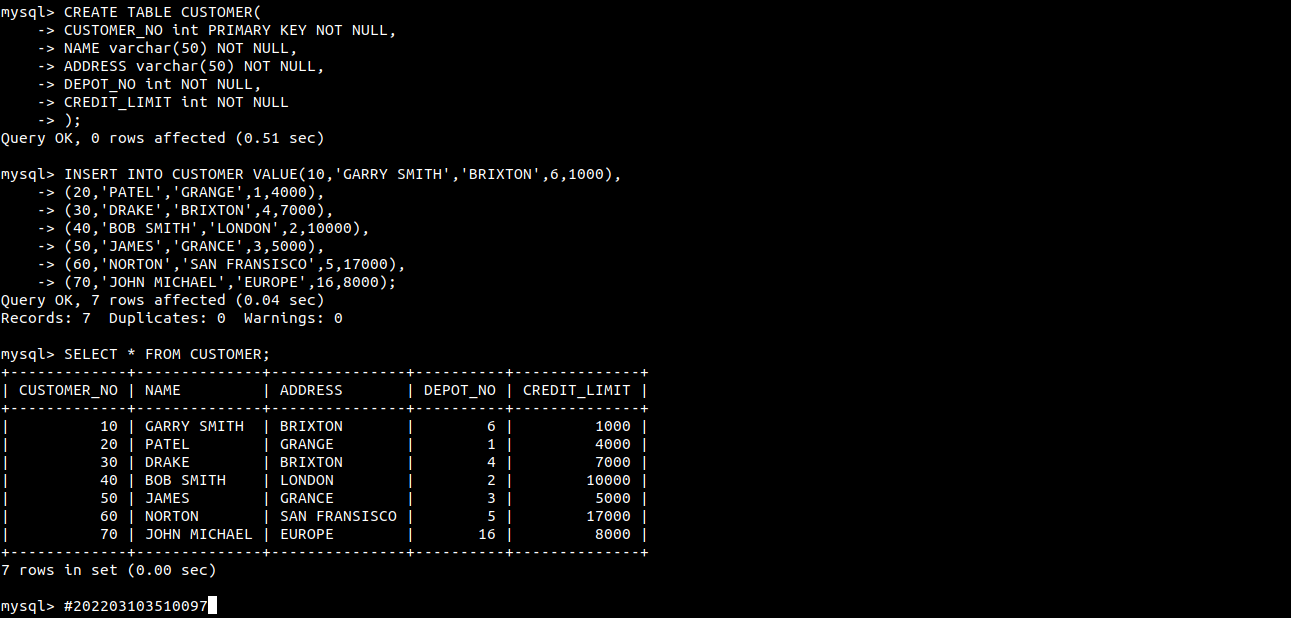 mysql> CREATE TABLE CUSTOMER(
    -> CUSTOMER_NO int PRIMARY KEY NOT NULL,
    -> NAME varchar(50) NOT NULL,
    -> ADDRESS varchar(50) NOT NULL,
    -> DEPOT_NO int NOT NULL,
    -> CREDIT_LIMIT int NOT NULL
    -> );
Query OK, 0 rows affected (0.51 sec)

mysql> INSERT INTO CUSTOMER VALUE(10,'GARRY SMITH','BRIXTON',6,1000),
    -> (20,'PATEL','GRANGE',1,4000),
    -> (30,'DRAKE','BRIXTON',4,7000),
    -> (40,'BOB SMITH','LONDON',2,10000),
    -> (50,'JAMES','GRANCE',3,5000),
    -> (60,'NORTON','SAN FRANSISCO',5,17000),
    -> (70,'JOHN MICHAEL','EUROPE',16,8000);
Query OK, 7 rows affected (0.04 sec)
Records: 7  Duplicates: 0  Warnings: 0

mysql> SELECT * FROM CUSTOMER;
+-------------+--------------+---------------+----------+--------------+
| CUSTOMER_NO | NAME         | ADDRESS       | DEPOT_NO | CREDIT_LIMIT |
+-------------+--------------+---------------+----------+--------------+
|          10 | GARRY SMITH  | BRIXTON       |        6 |         1000 |
|          20 | PATEL        | GRANGE        |        1 |         4000 |
|          30 | DRAKE        | BRIXTON       |        4 |         7000 |
|          40 | BOB SMITH    | LONDON        |        2 |        10000 |
|          50 | JAMES        | GRANCE        |        3 |         5000 |
|          60 | NORTON       | SAN FRANSISCO |        5 |        17000 |
|          70 | JOHN MICHAEL | EUROPE        |       16 |         8000 |
+-------------+--------------+---------------+----------+--------------+
7 rows in set (0.00 sec)

mysql> #202203103510097